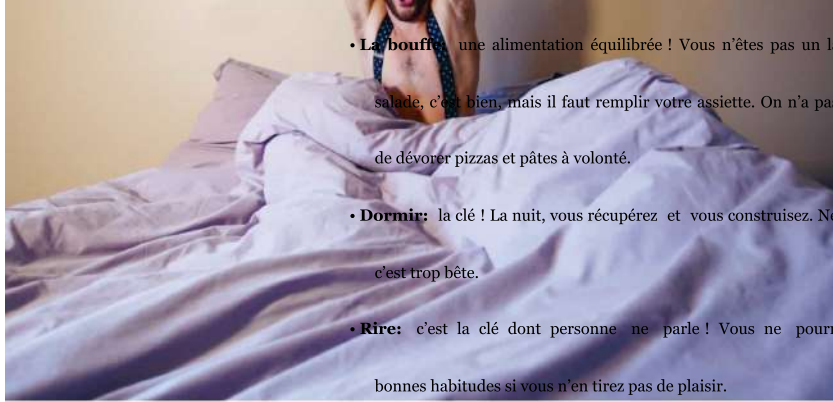 • La bouffe: une alimentation équilibrée ! Vous n'êtes pas un
salade, c'est bien, mais il faut remplir votre assiette. On n'a pas
de dévorer pizzas et pâtes à volonté.
• Dormir: la clé ! La nuit, vous récupérez et vous construisez.
c'est trop bête.
• Rire: c'est la clé dont personne ne parle ! Vous ne
bonnes habitudes si vous n'en tirez pas de plaisir.